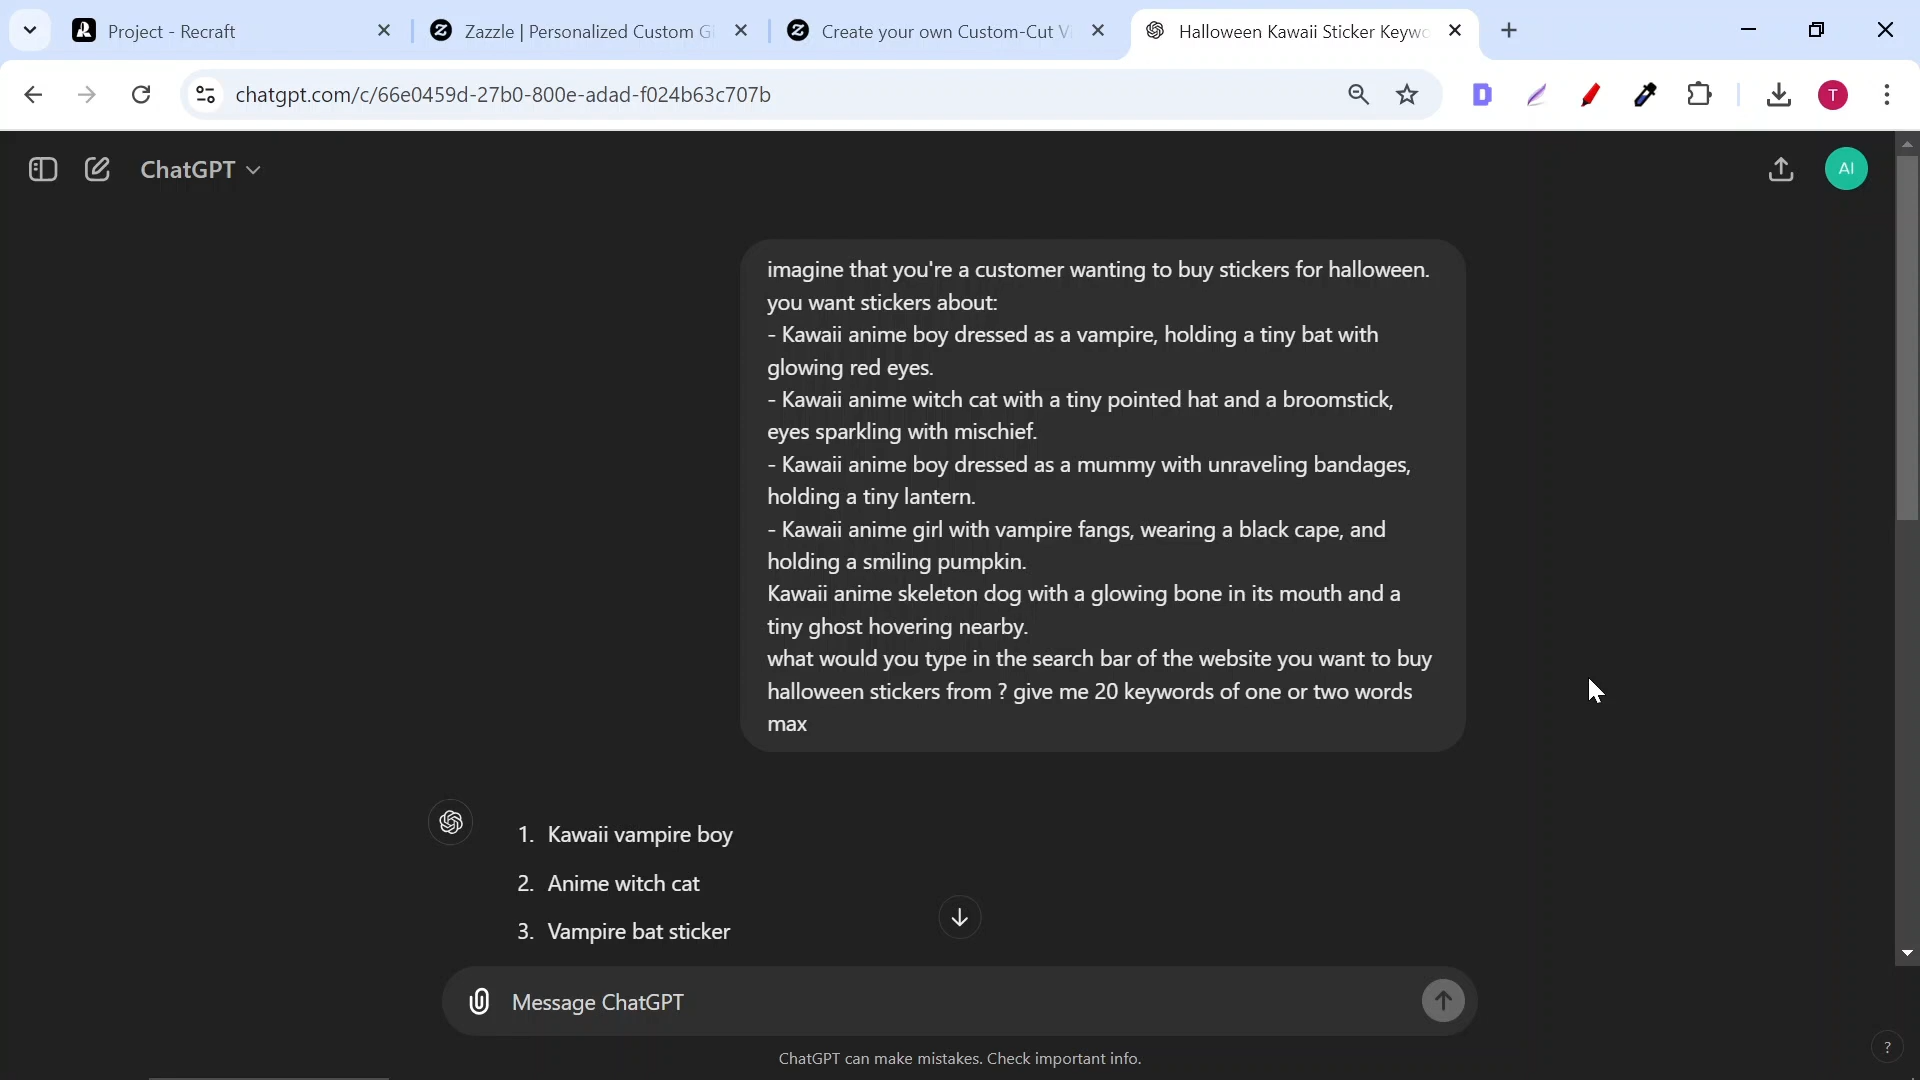 Project - Recraft
Zazzle | Personalized Custom G
Create your own Custom-Cut V
Halloween Kawaii Sticker Keyw
chatgpt.com/c/66e0459d-27b0-800e-adad-f024b63c707b
D
T
ChatGPT
AI
imagine that you're a customer wanting to buy stickers for halloween.
you want stickers about:
- Kawaii anime boy dressed as a vampire, holding a tiny bat with
glowing red eyes.
- Kawaii anime witch cat with a tiny pointed hat and a broomstick,
eyes sparkling with mischief.
- Kawaii anime boy dressed as a mummy with unraveling bandages,
holding a tiny lantern.
- Kawaii anime girl with vampire fangs, wearing a black cape, and
holding a smiling pumpkin.
Kawaii anime skeleton dog with a glowing bone in its mouth and a
tiny ghost hovering nearby.
what would you type in the search bar of the website you want to buy
halloween stickers from ? give me 20 keywords of one or two words
max
1. Kawaii vampire boy
2. Anime witch cat
3. Vampire bat sticker
Message ChatGPT
ChatGPT can make mistakes. Check important info.
?